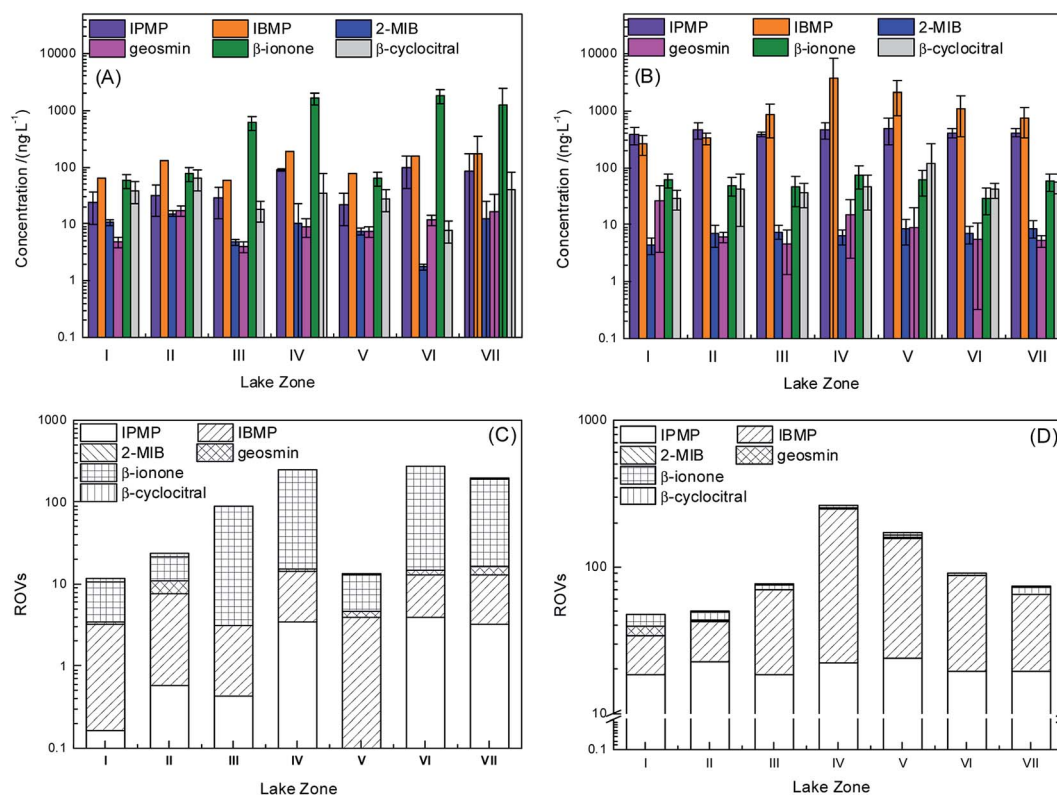 IPMP IBMP 2-MIB
geosmin β-ionone β-cyclocitral
(A)
Concentration /(ng·L⁻¹)
10000
1000
100
10
1
0.1
I II III IV V VI VII
Lake Zone
IPMP IBMP 2-MIB
geosmin β-ionone β-cyclocitral
(B)
Concentration /(ng·L⁻¹)
10000
1000
100
10
1
0.1
I II III IV V VI VII
Lake Zone
IPMP IBMP
2-MIB geosmin
β-ionone
β-cyclocitral
(C)
ROVs
1000
100
10
1
0.1
I II III IV V VI VII
Lake Zone
IPMP IBMP
2-MIB geosmin
β-ionone
β-cyclocitral
(D)
ROVs
1000
100
10
0.1
I II III IV V VI VII
Lake Zone